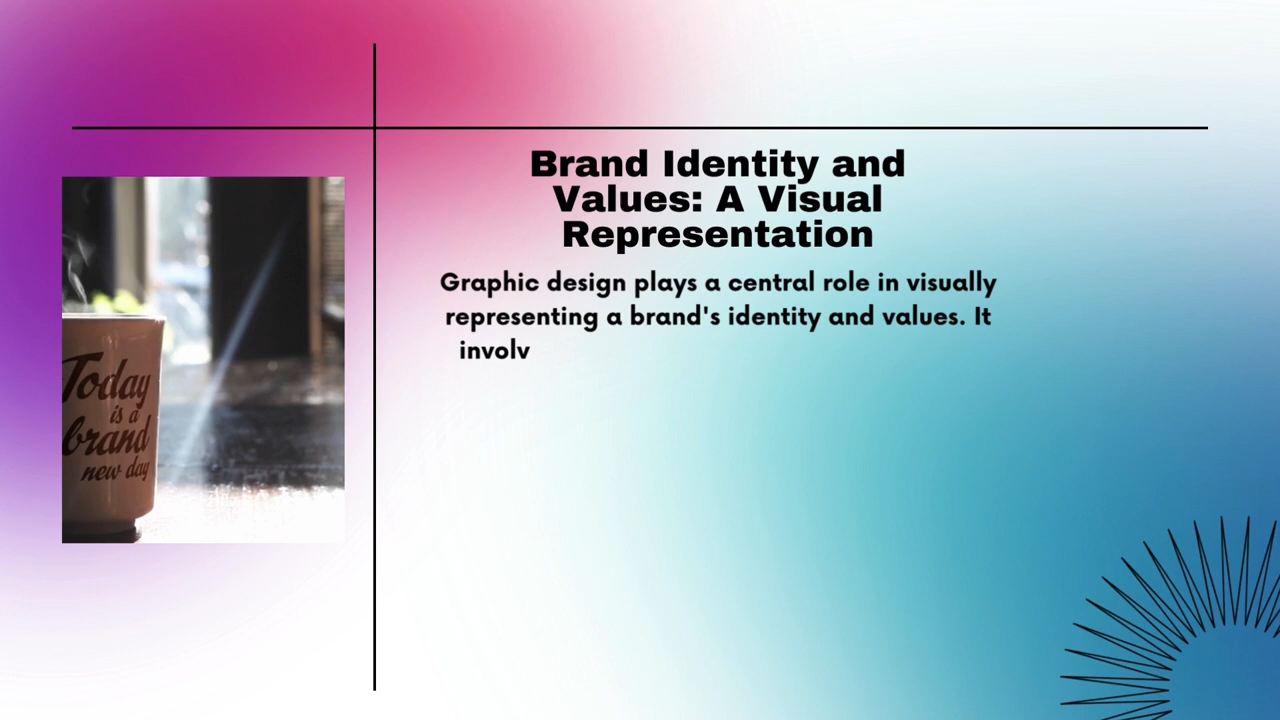 Brand Identity and
Values: A Visual
Representation
Graphic design plays a central role in visually
representing a brand's identity and values. It
involv
Today
is a
brand
new day